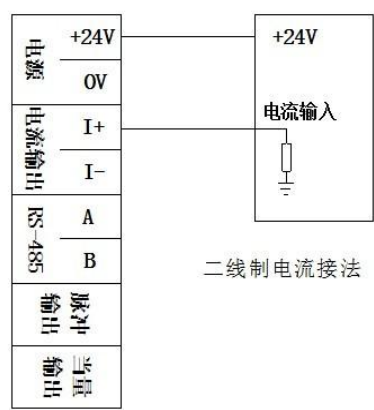 电源
+24V
0V
电流输出
I+
I-
RS-485
A
B
脉冲
输出
当量
输出
+24V
电流输入
二线制电流接法